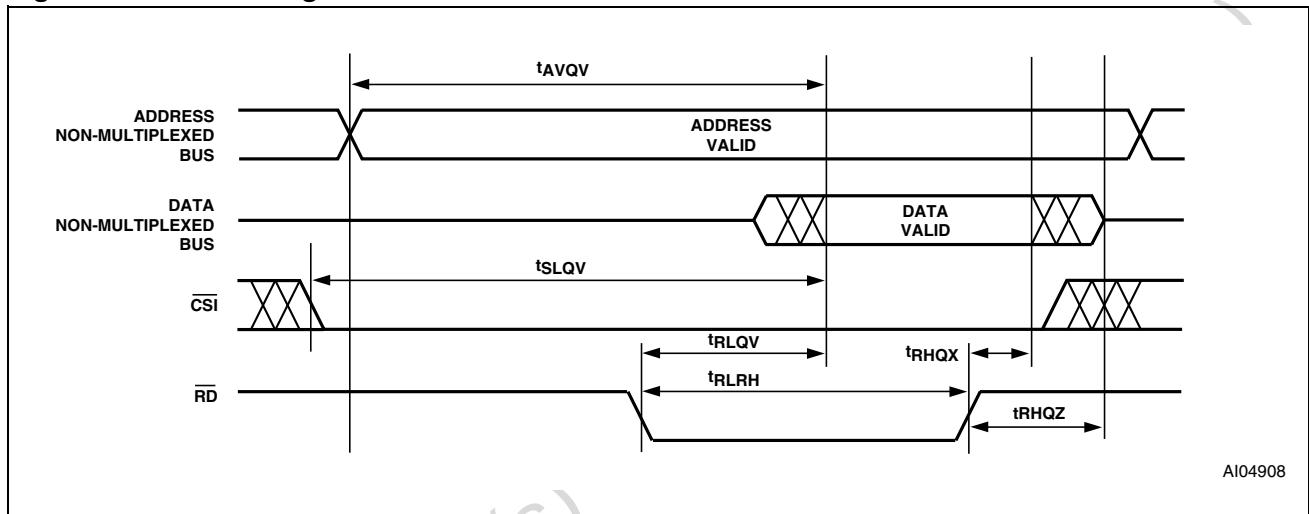 tAVQV
ADDRESS
NON-MULTIPLEXED
BUS
ADDRESS
VALID
DATA
NON-MULTIPLEXED
BUS
DATA
VALID
tSLQV
CSI
tRLQV
tRHQX
tRLRH
RD
tRHQZ
AI04908